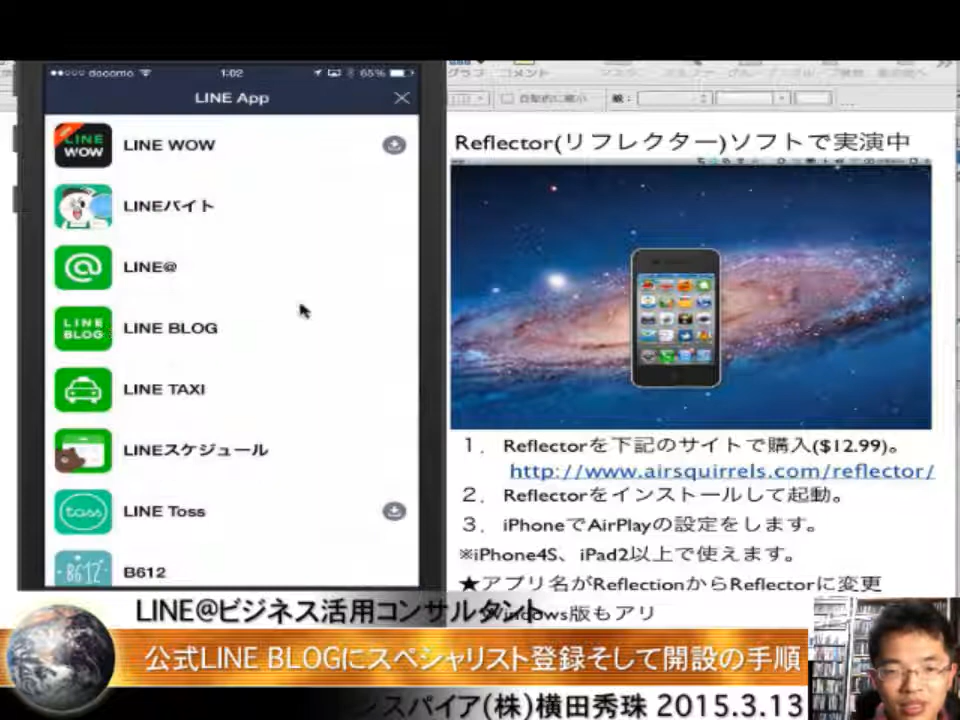 docomo 1:02 65%
LINE App
LINE WOW
LINE WOW
LINEバイト
LINE@
LINE BLOG
LINE BLOG
LINE TAXI
LINEスケジュール
toss
LINE Toss
B612
B612
グラフ コメント
自動的に縮小
Reflector(リフレクター)ソフトで実演中
1. Reflectorを下記のサイトで購入($12.99)。
http://www.airsquirrels.com/reflector/
2. Reflectorをインストールして起動。
3. iPhoneでAirPlayの設定をします。
※iPhone4S、iPad2以上で使えます。
★アプリ名がReflectionからReflectorに変更
Windows版もアリ
LINE@ビジネス活用コンサルタント
公式LINE BLOGにスペシャリスト登録そして開設の手順
ンスパイア(株)横田秀珠 2015.3.13